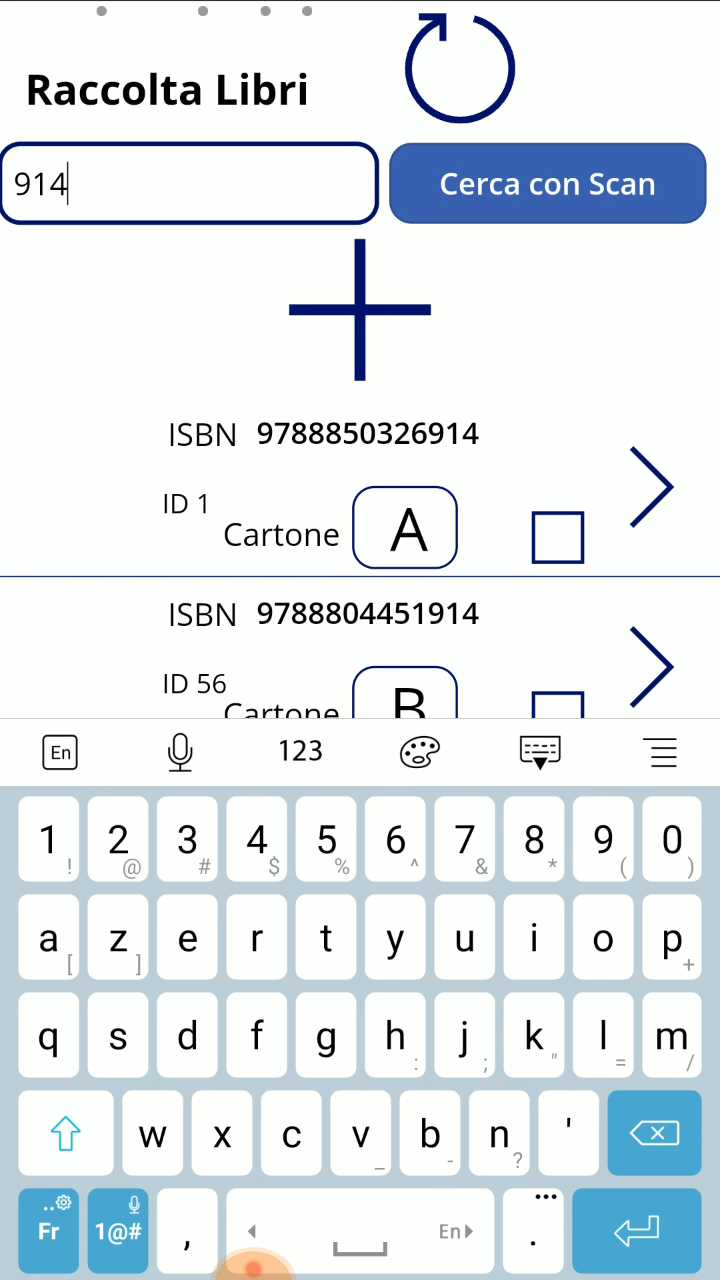 Raccolta Libri
914
Cerca con Scan
ISBN 9788850326914
ID 1
Cartone A
ISBN 9788804451914
ID 56
Cartone B
En 123
1 ! 2 @ 3 # 4 $ 5 % 6 ^ 7 & 8 * 9 ( 0 )
a [ z ] e r t y u i o p +
q s d f g h : j ; k " l = m /
w x c v _ b - n ? '
Fr 1@# , En . ...